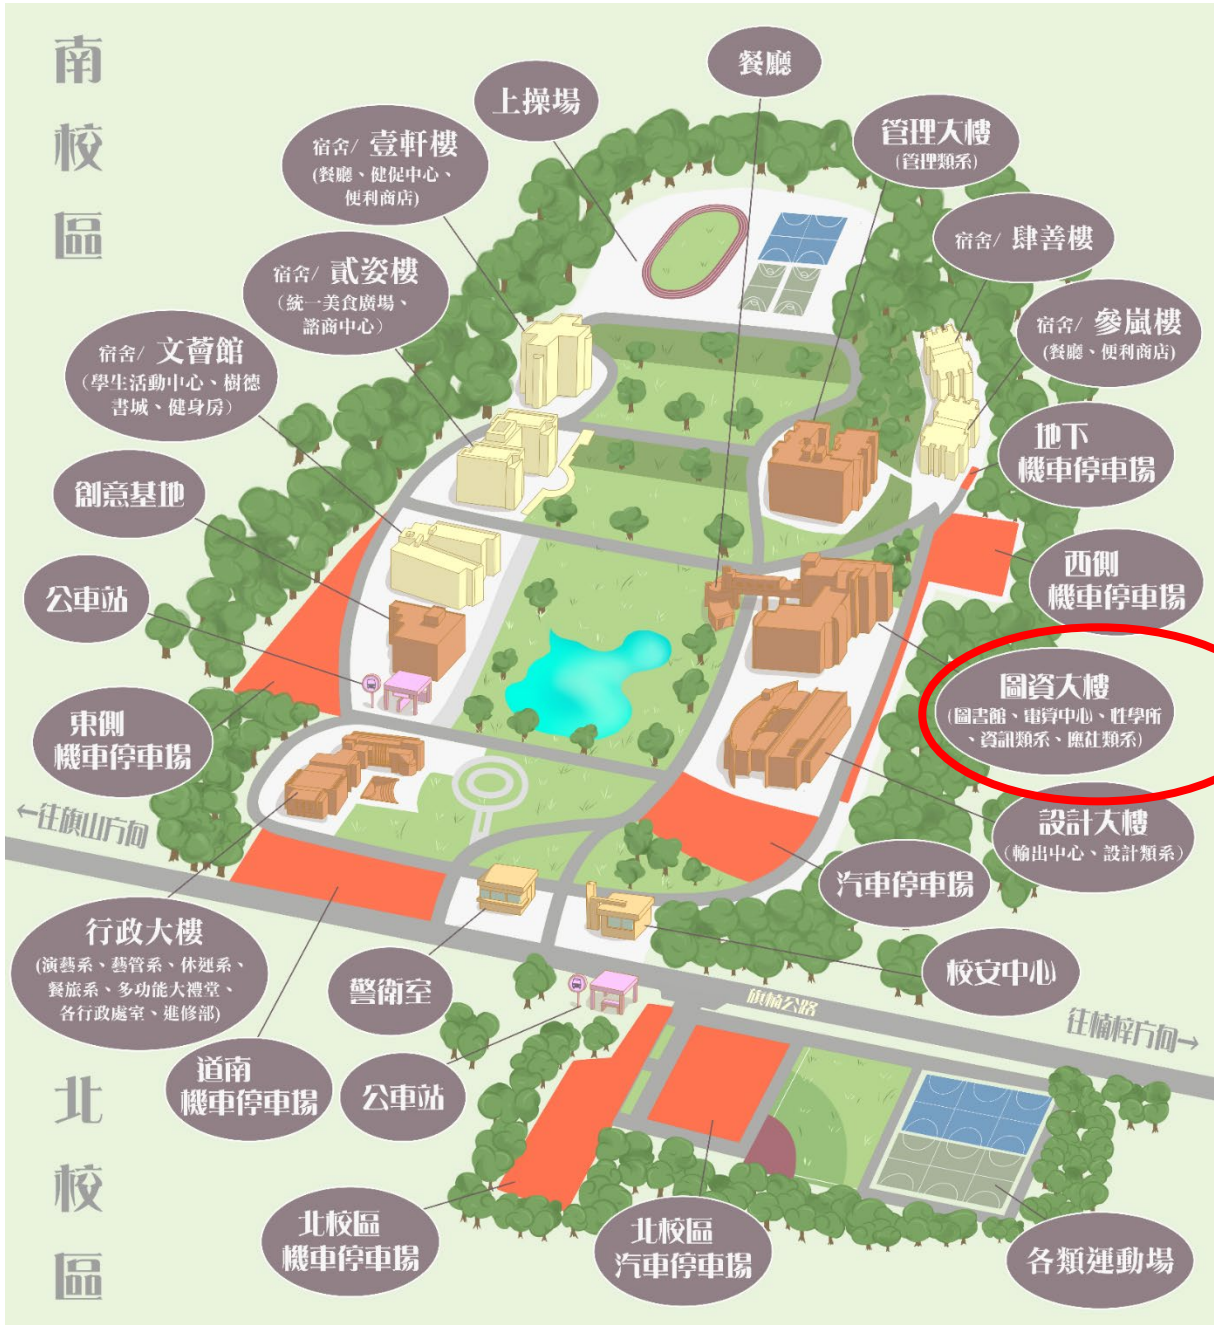 南校區
餐廳
上操場
管理大樓
(管理類系)
宿舍/ 壹軒樓
(餐廳、健促中心、
便利商店)
宿舍/ 肆善樓
宿舍/ 貳姿樓
(統一美食廣場、
諮商中心)
宿舍/ 參嵐樓
(餐廳、便利商店)
宿舍/ 文薈館
(學生活動中心、樹德
書城、健身房)
地下
機車停車場
創意基地
西側
機車停車場
公車站
圖資大樓
(圖書館、電算中心、性學所
、資訊類系、應社類系)
東側
機車停車場
設計大樓
(輸出中心、設計類系)
←往旗山方向
汽車停車場
行政大樓
(演藝系、藝管系、休運系、
餐旅系、多功能大禮堂、
各行政處室、進修部)
警衛室
校安中心
旗楠公路
往楠梓方向→
道南
機車停車場
公車站
北校區
北校區
機車停車場
北校區
汽車停車場
各類運動場